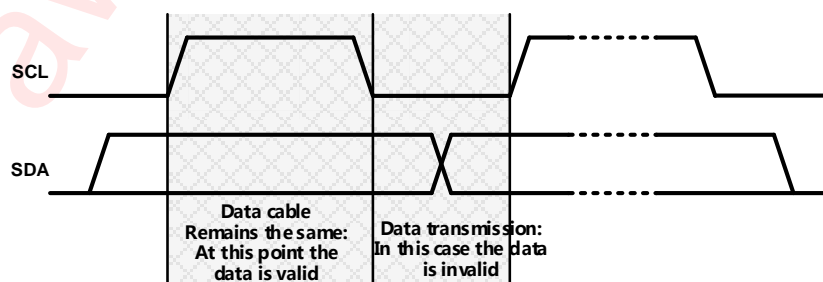 SCL
SDA
Data cable
Remains the same:
At this point the
data is valid
Data transmission:
In this case the data
is invalid